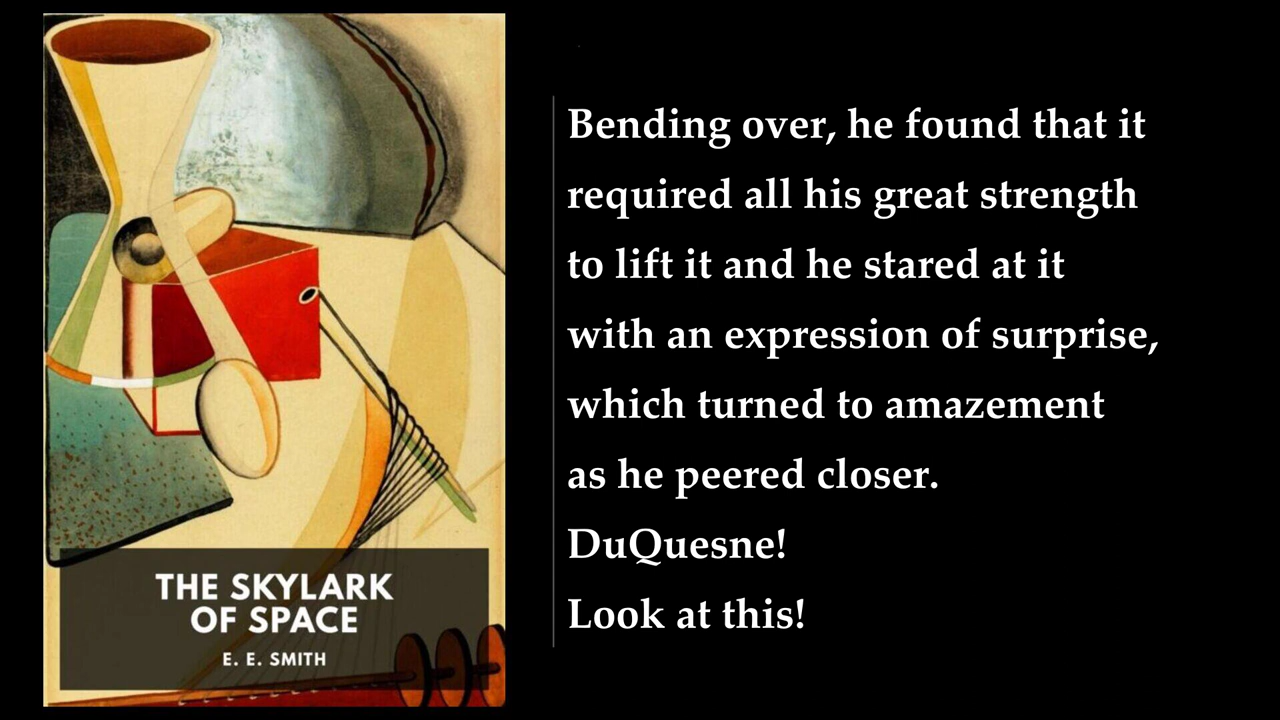 THE SKYLARK
OF SPACE
E. E. SMITH
Bending over, he found that it
required all his great strength
to lift it and he stared at it
with an expression of surprise,
which turned to amazement
as he peered closer.
DuQuesne!
Look at this!